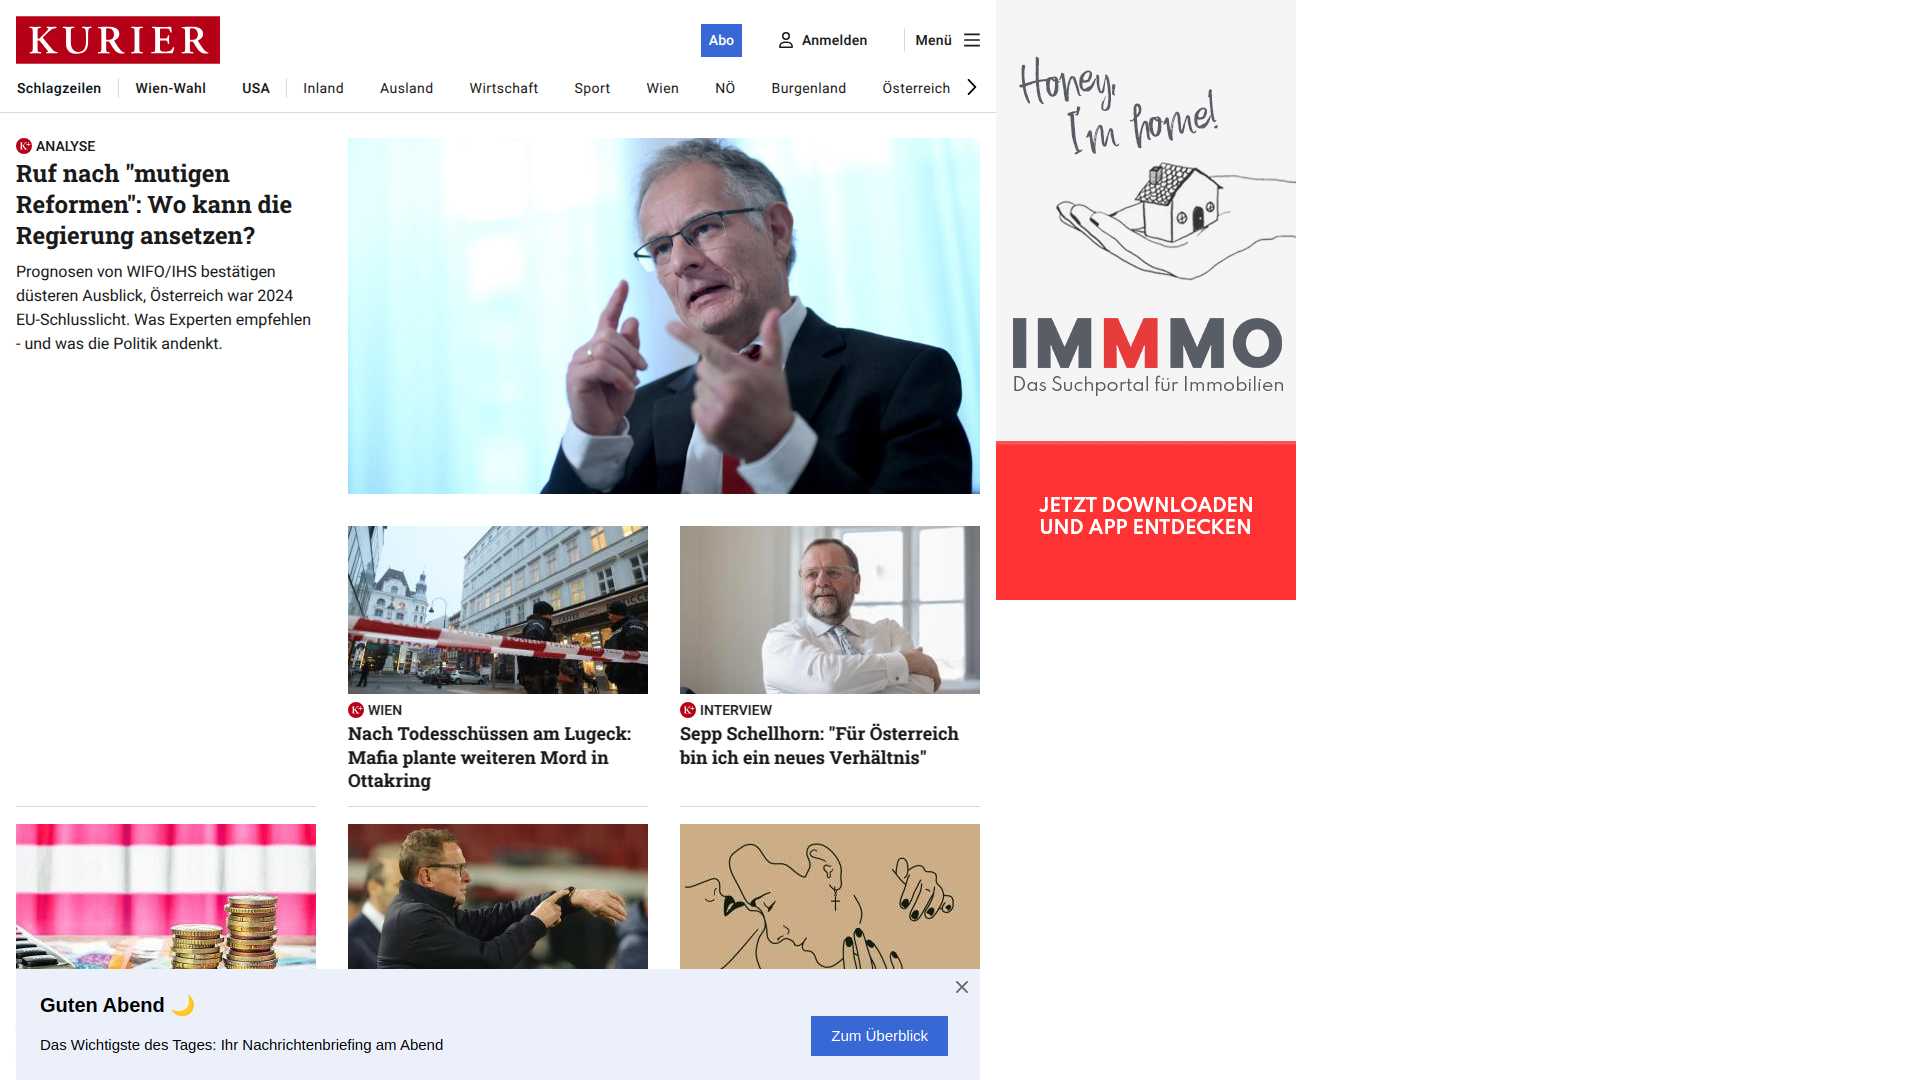 KURIER
Abo
Anmelden
Menü
Schlagzeilen
Wien-Wahl
USA
Inland
Ausland
Wirtschaft
Sport
Wien
NÖ
Burgenland
Österreich
K+ ANALYSE
Ruf nach "mutigen
Reformen": Wo kann die
Regierung ansetzen?
Prognosen von WIFO/IHS bestätigen
düsteren Ausblick, Österreich war 2024
EU-Schlusslicht. Was Experten empfehlen
- und was die Politik andenkt.
K+ WIEN
Nach Todesschüssen am Lugeck:
Mafia plante weiteren Mord in
Ottakring
K+ INTERVIEW
Sepp Schellhorn: "Für Österreich
bin ich ein neues Verhältnis"
Guten Abend 🌙
Das Wichtigste des Tages: Ihr Nachrichtenbriefing am Abend
Zum Überblick
Honey,
I'm home!
IMMMO
Das Suchportal für Immobilien
JETZT DOWNLOADEN
UND APP ENTDECKEN